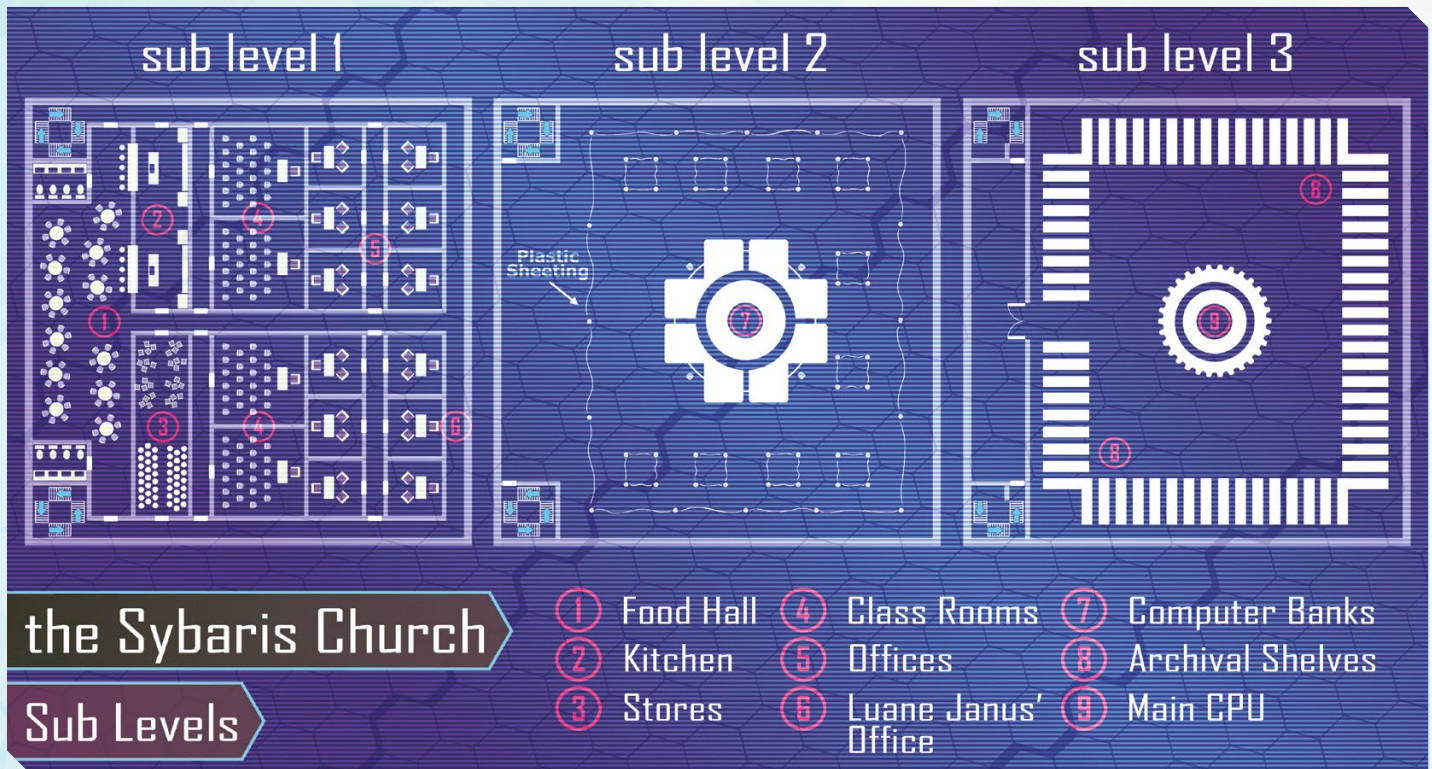 sub level 1
sub level 2
sub level 3
1
2
3
4
4
5
6
Plastic
Sheeting
7
8
8
9
the Sybaris Church
Sub Levels
1 Food Hall
2 Kitchen
3 Stores
4 Class Rooms
5 Offices
6 Luane Janus'
Office
7 Computer Banks
8 Archival Shelves
9 Main CPU